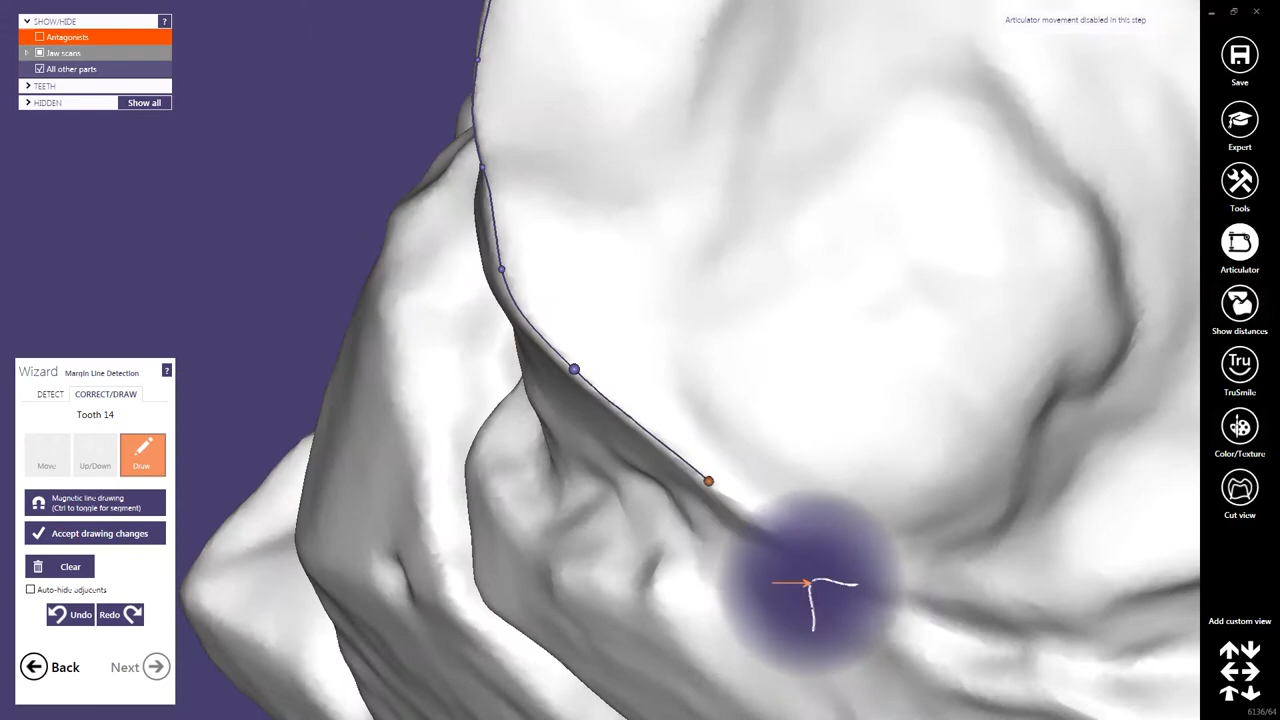 SHOW/HIDE ?
Antagonists
Jaw scans
All other parts
TEETH
HIDDEN Show all
Articulator movement disabled in this step
Save
Expert
Tools
Articulator
Show distances
Tru
TruSmile
Color/Texture
Cut view
Add custom view
6136/64
Wizard Margin Line Detection ?
DETECT CORRECT/DRAW
Tooth 14
Move Up/Down Draw
Magnetic line drawing
(Ctrl to toggle for segment)
Accept drawing changes
Clear
Auto-hide adjcents
Undo Redo
Back Next